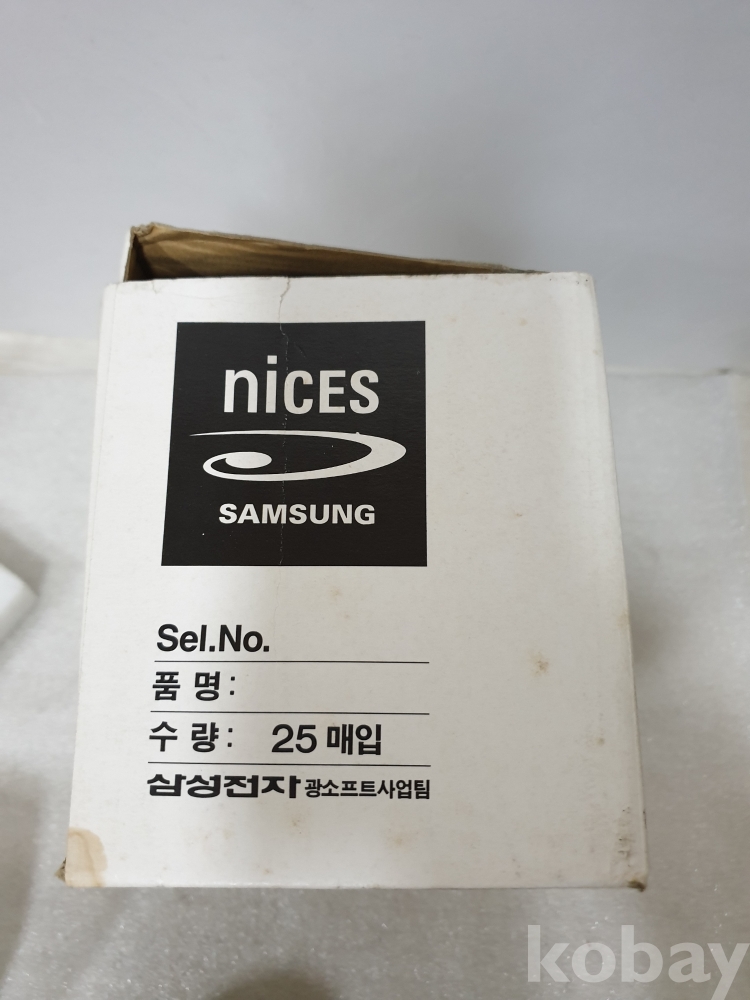 niCES
SAMSUNG
Sel.No.
품 명 :
수 량 : 25 매입
삼성전자 광소프트사업팀
kobay